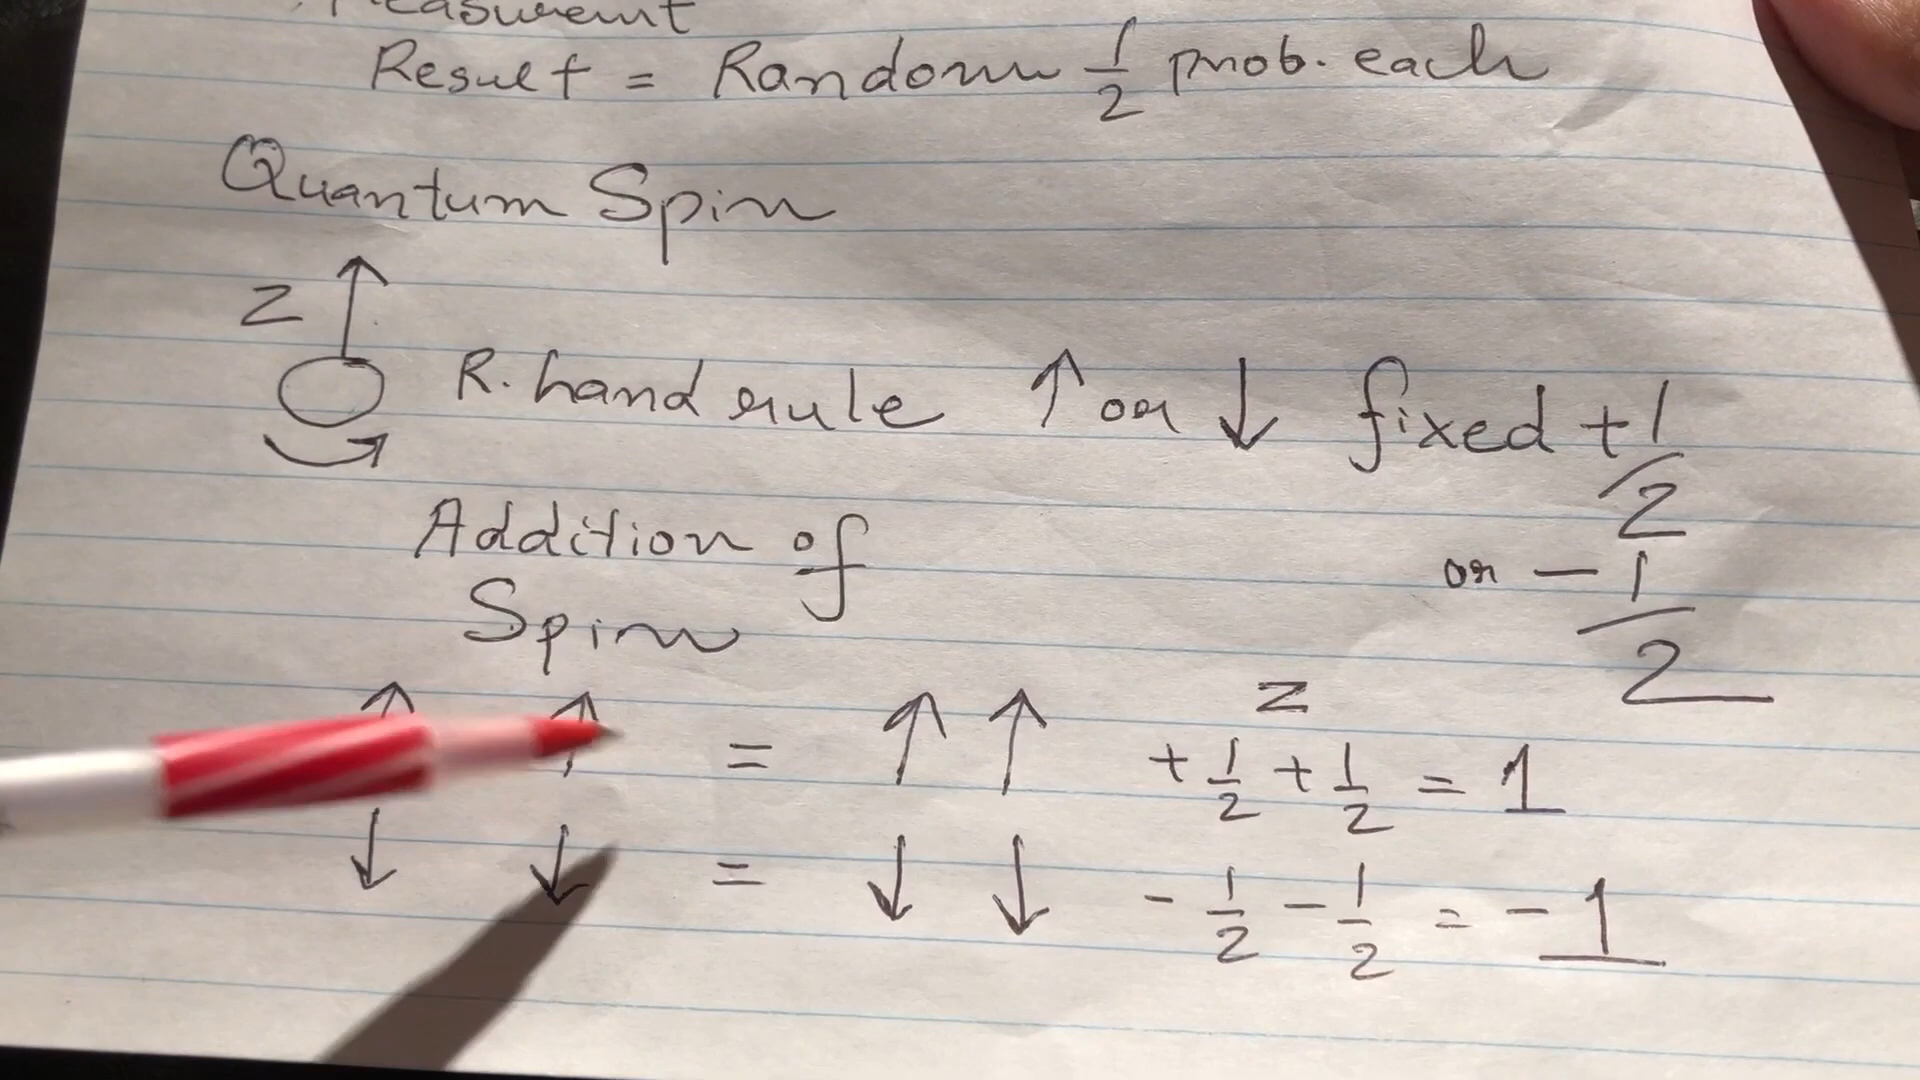 Measurement
Result = Random 1/2 prob. each
Quantum Spin
Z ↑ R. hand rule ↑ or ↓ fixed +1/2
or - 1/2
Addition of
Spin
Z
↑ ↑ = ↑ ↑ + 1/2 + 1/2 = 1
↓ ↓ = ↓ ↓ - 1/2 - 1/2 = - 1